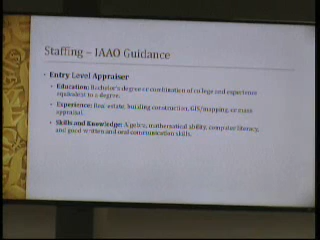 Staffing – IAAO Guidance
• Entry Level Appraiser
• Education: Bachelor's degree or combination of college and experience
equivalent to a degree.
• Experience: Real estate, building construction, GIS/mapping, or mass
appraisal.
• Skills and Knowledge: Algebra, mathematical ability, computer literacy,
and good written and oral communication skills.